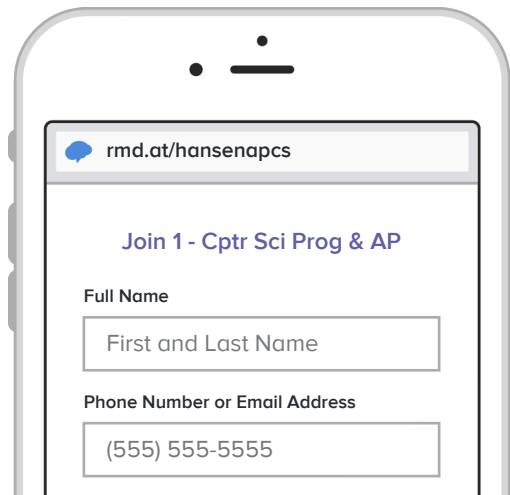 rmd.at/hansenapcs
Join 1 - Cptr Sci Prog & AP
Full Name
First and Last Name
Phone Number or Email Address
(555) 555-5555